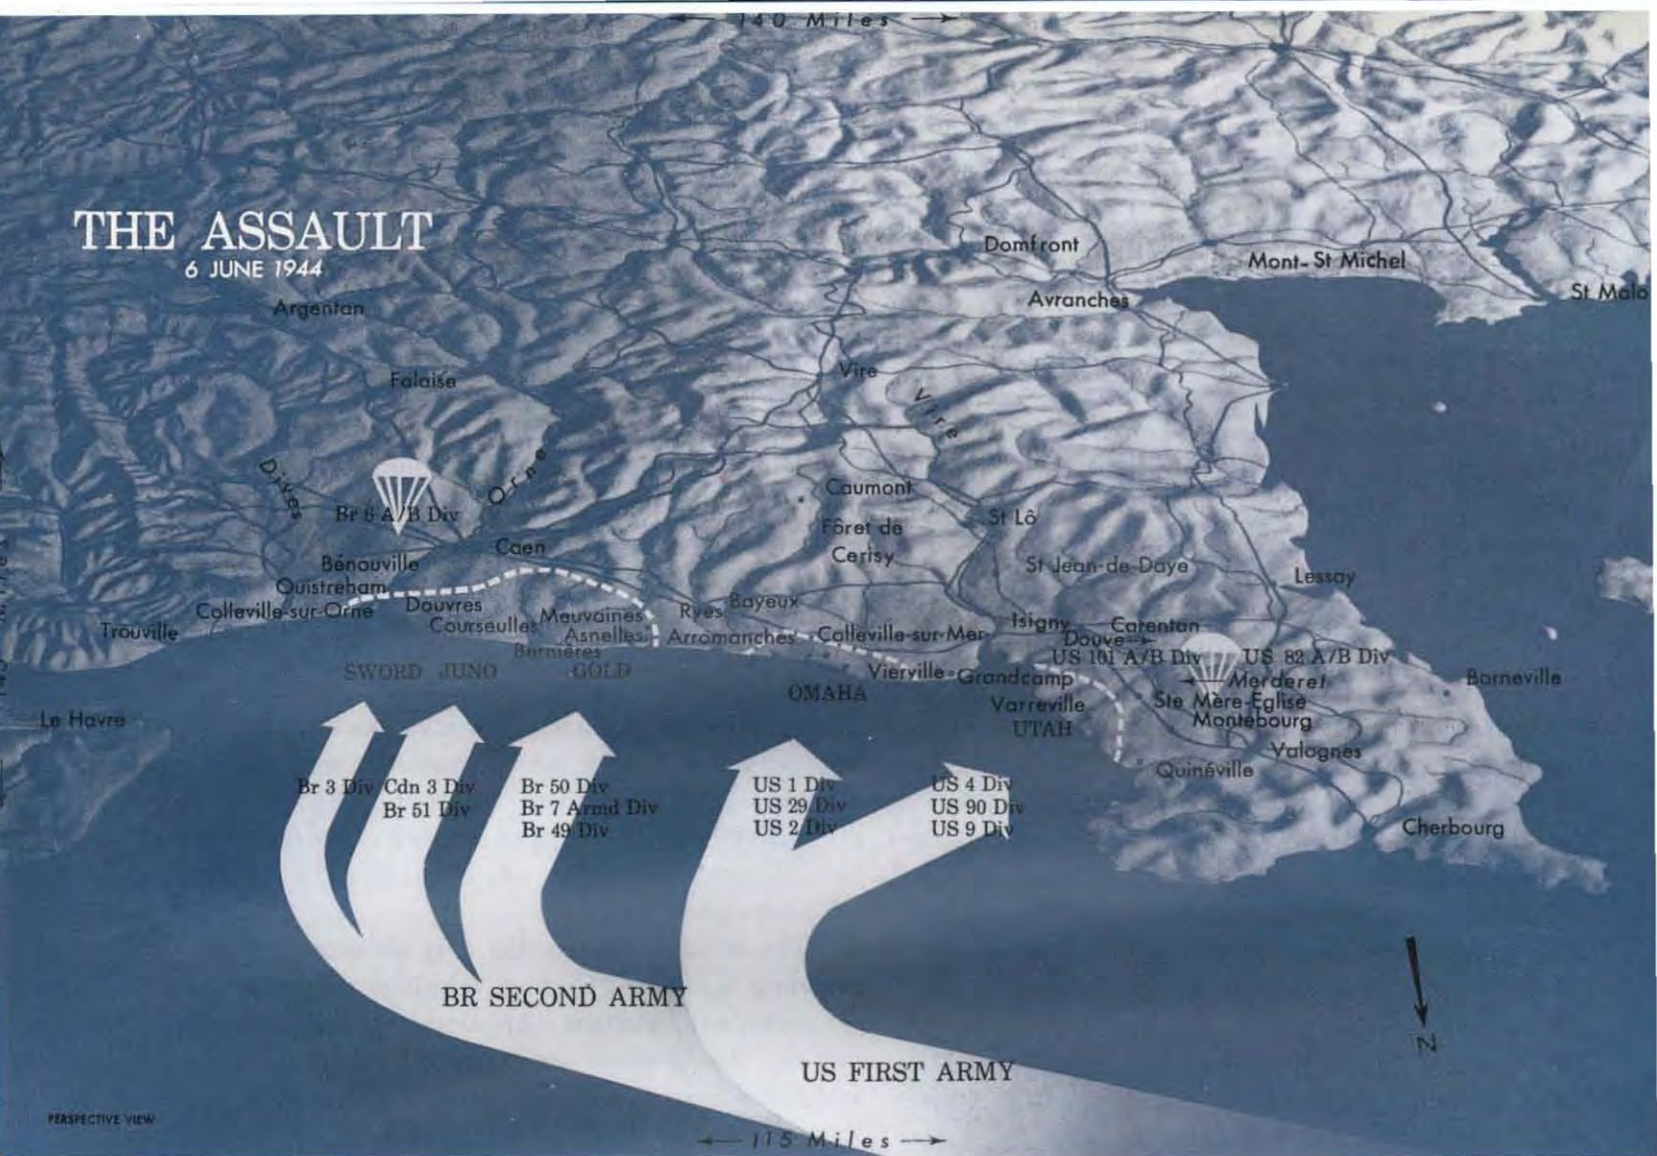 140 Miles
THE ASSAULT
6 JUNE 1944
Domfront
Mont-St Michel
St Malo
Avranches
Argentan
Falaise
Vire
Vire
Dives
Orne
Caumont
Br 6 A/B Div
St Lô
Fôret de
Cerisy
Caen
Bénouville
St Jean-de-Daye
Lessay
Ouistreham
Colleville-sur-Orne
Douvres
Trouville
Courseulles
Meuvaines
Asnelles
Bernières
Ryes
Bayeux
Arromanches
Colleville-sur-Mer
Isigny
Carentan
Douve
US 101 A/B Div
US 82 A/B Div
SWORD
JUNO
GOLD
OMAHA
Vierville
Grandcamp
Merderet
Barneville
Varreville
UTAH
Ste Mère-Eglise
Montebourg
Valognes
Quinéville
Le Havre
Cherbourg
Br 3 Div
Cdn 3 Div
Br 51 Div
Br 50 Div
Br 7 Armd Div
Br 49 Div
US 1 Div
US 29 Div
US 2 Div
US 4 Div
US 90 Div
US 9 Div
BR SECOND ARMY
US FIRST ARMY
N
PERSPECTIVE VIEW
115 Miles